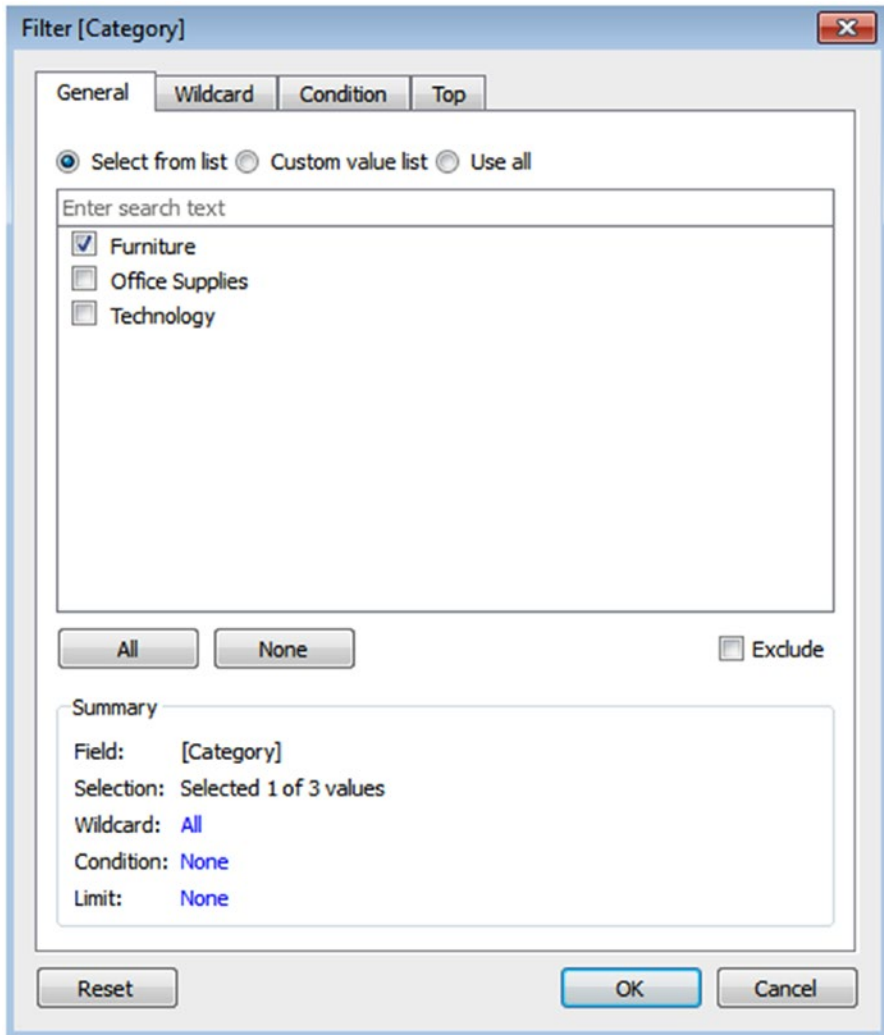 Filter [Category]
General Wildcard Condition Top
Select from list Custom value list Use all
Enter search text
Furniture
Office Supplies
Technology
All None Exclude
Summary
Field: [Category]
Selection: Selected 1 of 3 values
Wildcard: All
Condition: None
Limit: None
Reset OK Cancel